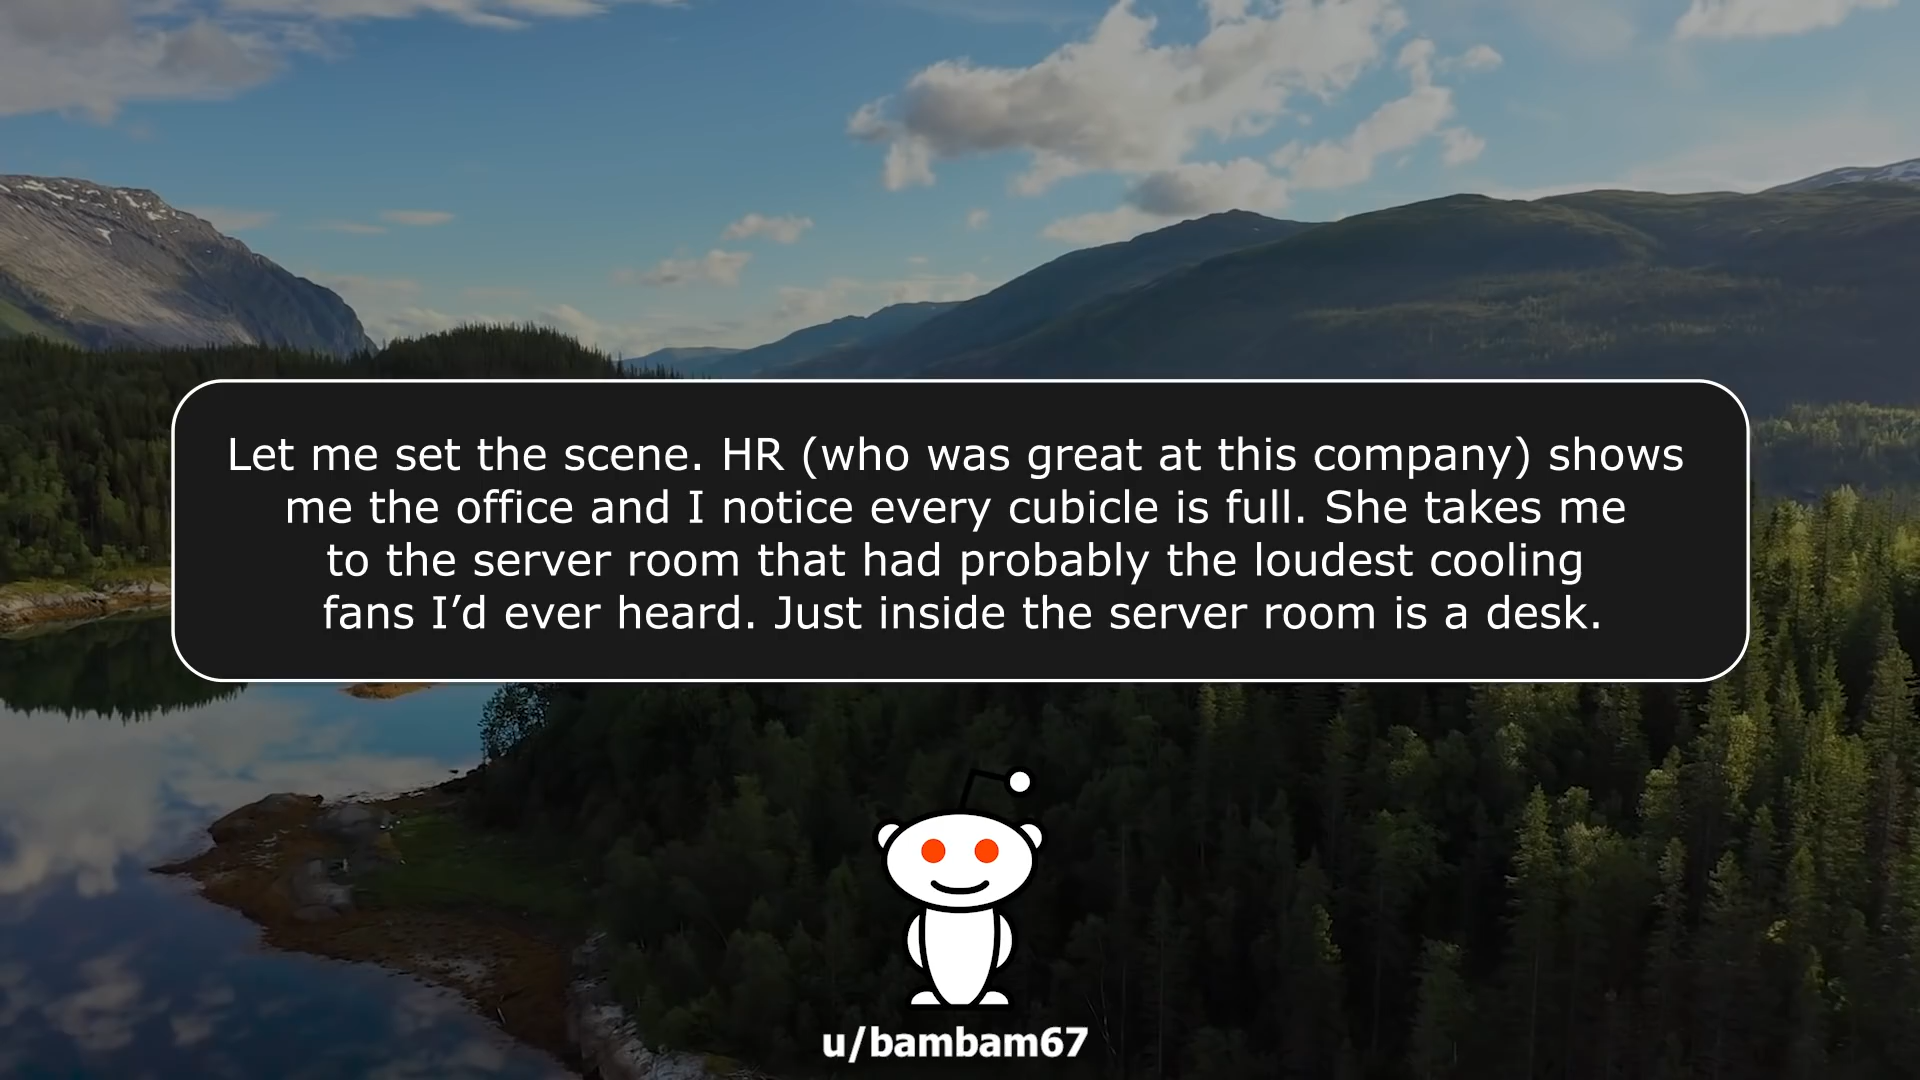 Let me set the scene. HR (who was great at this company) shows
me the office and I notice every cubicle is full. She takes me
to the server room that had probably the loudest cooling
fans I’d ever heard. Just inside the server room is a desk.
u/bambam67